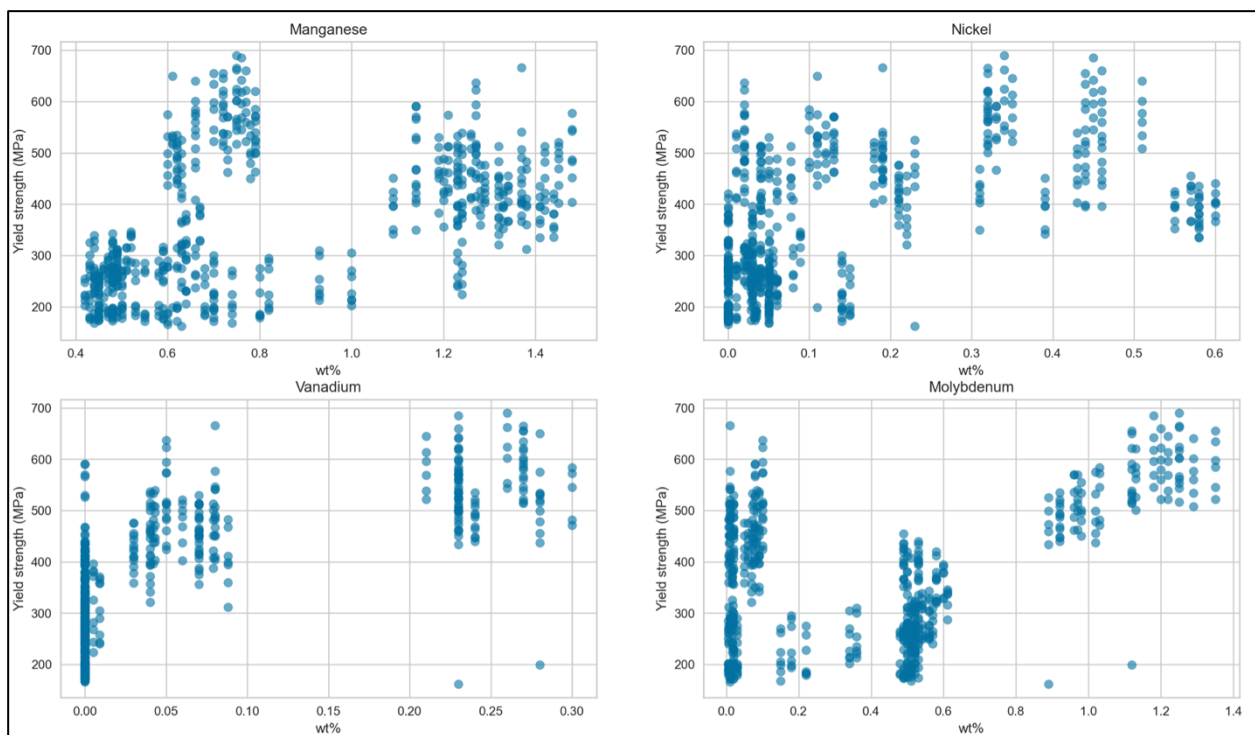 Manganese
Yield strength (MPa)
700
600
500
400
300
200
0.4 0.6 0.8 1.0 1.2 1.4
wt%
Nickel
Yield strength (MPa)
700
600
500
400
300
200
0.0 0.1 0.2 0.3 0.4 0.5 0.6
wt%
Vanadium
Yield strength (MPa)
700
600
500
400
300
200
0.00 0.05 0.10 0.15 0.20 0.25 0.30
wt%
Molybdenum
Yield strength (MPa)
700
600
500
400
300
200
0.0 0.2 0.4 0.6 0.8 1.0 1.2 1.4
wt%